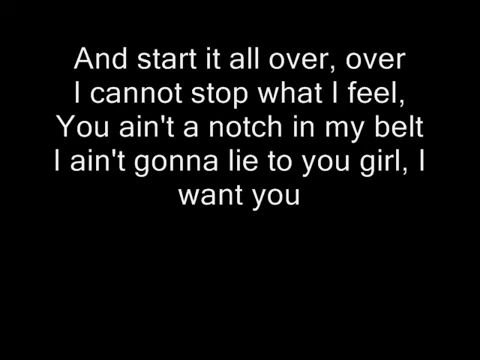 And start it all over, over
I cannot stop what I feel,
You ain't a notch in my belt
I ain't gonna lie to you girl, I
want you